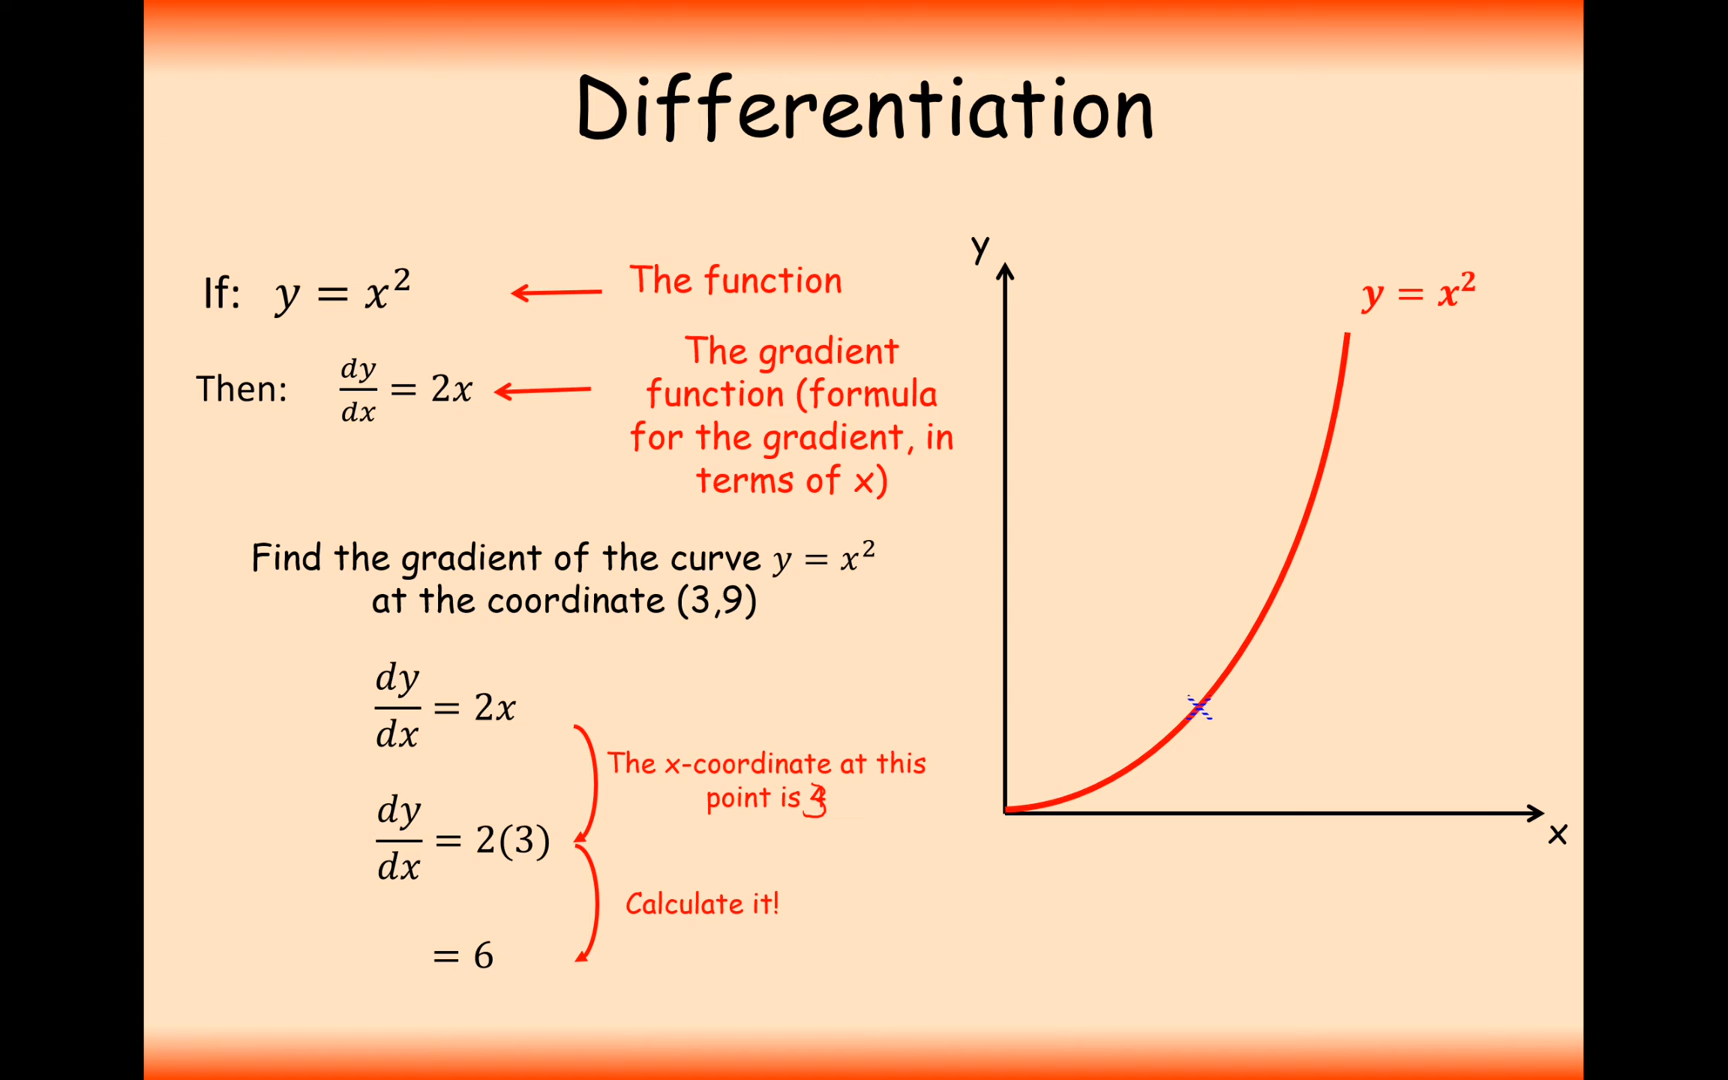 Differentiation
If: y = x²
The function
Then: dy/dx = 2x
The gradient
function (formula
for the gradient, in
terms of x)
Find the gradient of the curve y = x²
at the coordinate (3,9)
dy/dx = 2x
The x-coordinate at this
point is 3
dy/dx = 2(3)
Calculate it!
= 6
y
y = x²
x